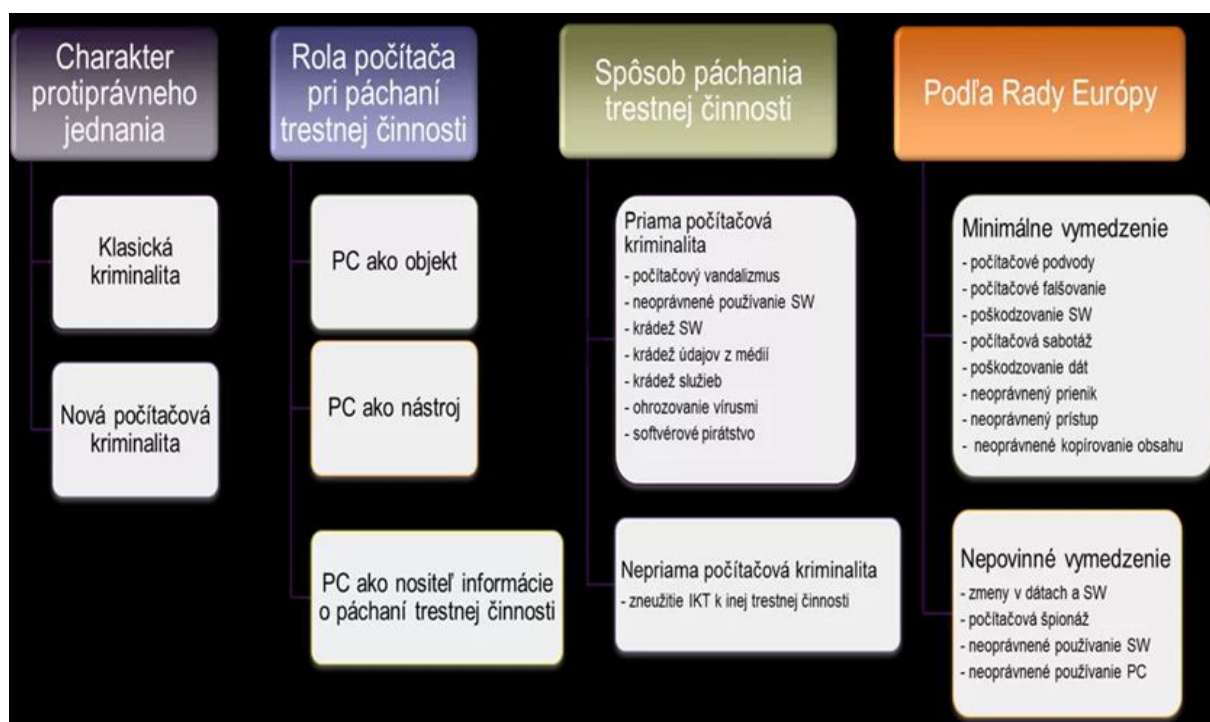 Charakter
protiprávneho
jednania
Klasická
kriminalita
Nová počítačová
kriminalita
Rola počítača
pri páchaní
trestnej činnosti
PC ako objekt
PC ako nástroj
PC ako nositeľ informácie
o páchaní trestnej činnosti
Spôsob páchania
trestnej činnosti
Priama počítačová
kriminalita
- počítačový vandalizmus
- neoprávnené používanie SW
- krádež SW
- krádež údajov z médií
- krádež služieb
- ohrozovanie vírusmi
- softvérové pirátstvo
Nepriama počítačová kriminalita
- zneužitie IKT k inej trestnej činnosti
Podľa Rady Európy
Minimálne vymedzenie
- počítačové podvody
- počítačové falšovanie
- poškodzovanie SW
- počítačová sabotáž
- poškodzovanie dát
- neoprávnený prienik
- neoprávnený prístup
- neoprávnené kopírovanie obsahu
Nepovinné vymedzenie
- zmeny v dátach a SW
- počítačová špionáž
- neoprávnené používanie SW
- neoprávnené používanie PC